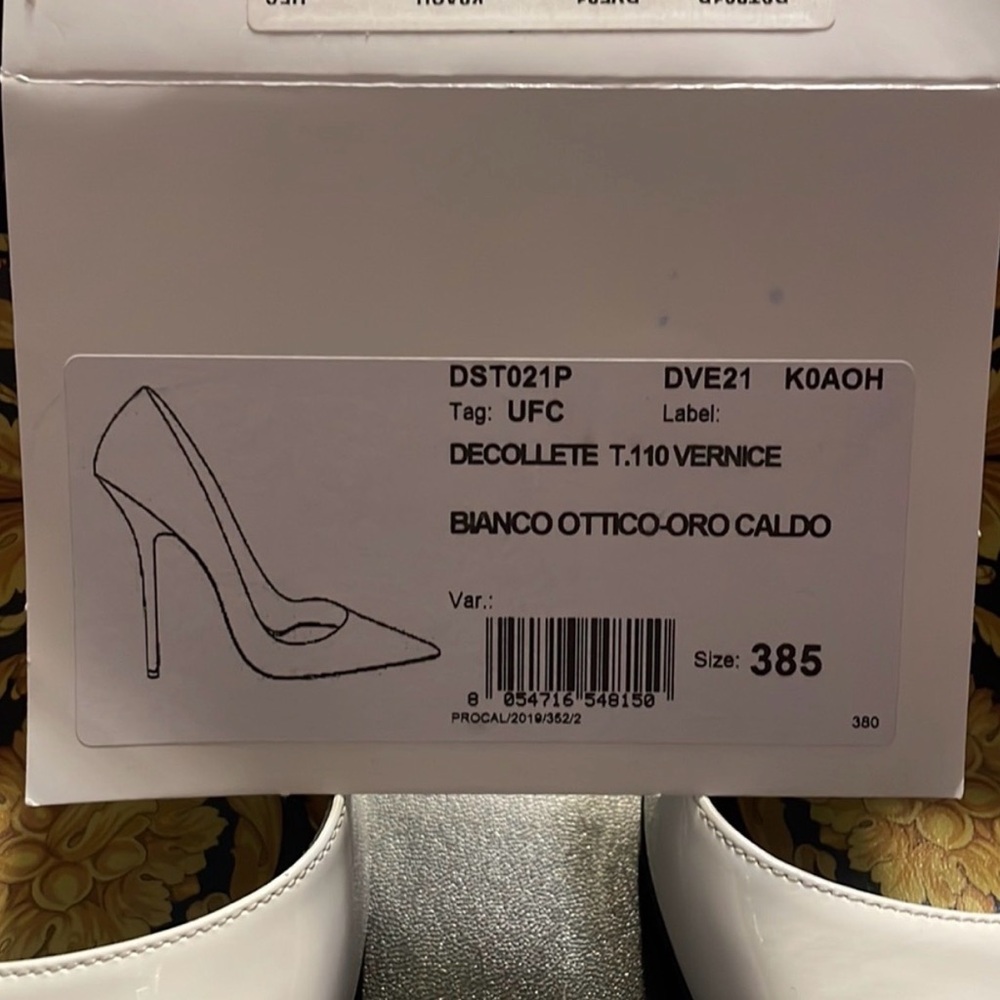 DST021P DVE21 K0AOH
Tag: UFC Label:
DECOLLETE T.110 VERNICE
BIANCO OTTICO-ORO CALDO
Var.:
Size: 385
8 054716 548150
PROCAL/2019/352/2
380